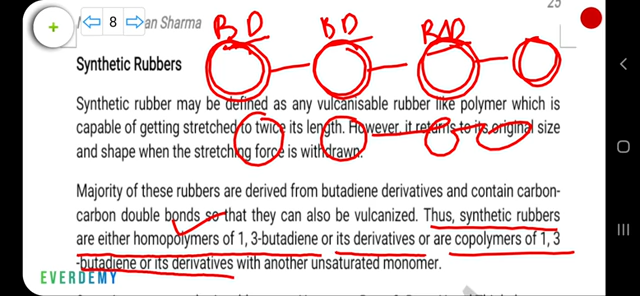 25
8
an Sharma
B D
B D
Synthetic Rubbers
Synthetic rubber may be defined as any vulcanisable rubber like polymer which is
capable of getting stretched to twice its length. However, it returns to its original size
and shape when the stretching force is withdrawn.
Majority of these rubbers are derived from butadiene derivatives and contain carbon-
carbon double bonds so that they can also be vulcanized. Thus, synthetic rubbers
are either homopolymers of 1, 3-butadiene or its derivatives or are copolymers of 1, 3
-butadiene or its derivatives with another unsaturated monomer.
EVERDEMY